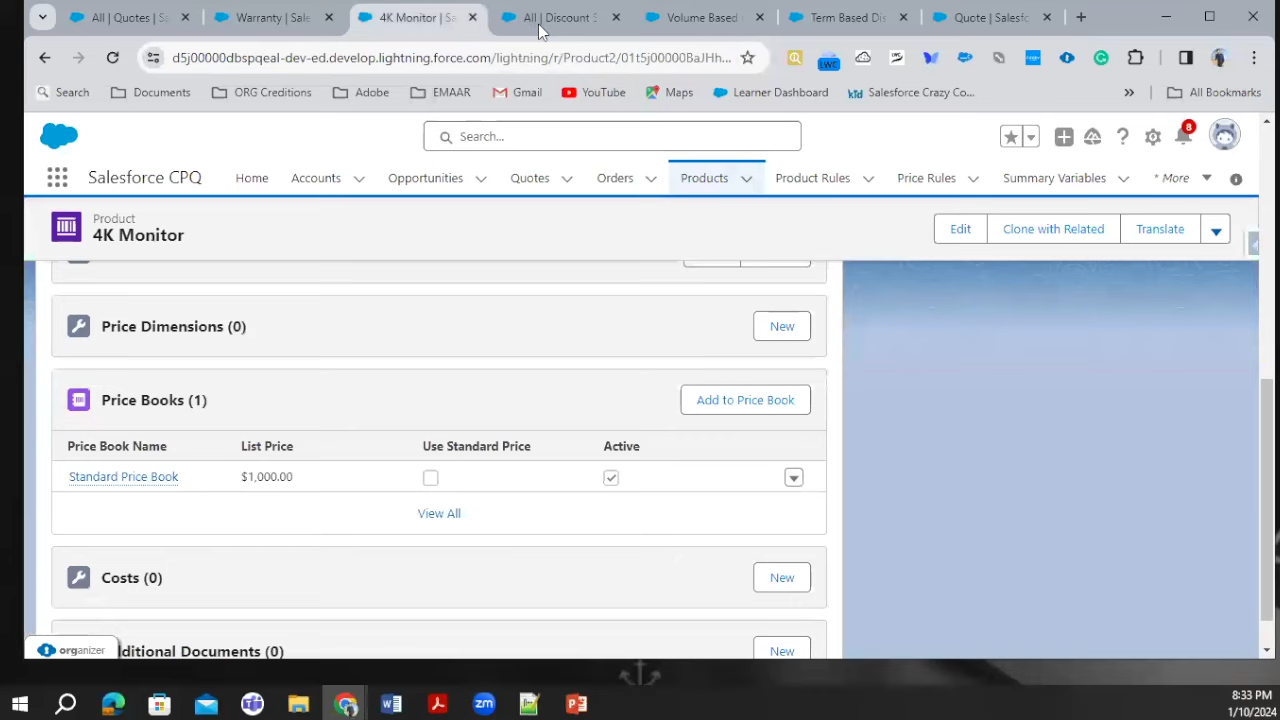 All | Quotes | Sa
Warranty | Sale
4K Monitor | Sa
All | Discount S
Volume Based
Term Based Dis
Quote | Salesfc
d5j00000dbspqeal-dev-ed.develop.lightning.force.com/lightning/r/Product2/01t5j00000BaJHh...
Search
Documents
ORG Creditions
Adobe
EMAAR
Gmail
YouTube
Maps
Learner Dashboard
Salesforce Crazy Co...
»
All Bookmarks
Search...
8
Salesforce CPQ
Home
Accounts
Opportunities
Quotes
Orders
Products
Product Rules
Price Rules
Summary Variables
* More
Product
4K Monitor
Edit
Clone with Related
Translate
Price Dimensions (0)
New
Price Books (1)
Add to Price Book
Price Book Name
List Price
Use Standard Price
Active
Standard Price Book
$1,000.00
View All
Costs (0)
New
organizer
ditional Documents (0)
New
8:33 PM
1/10/2024